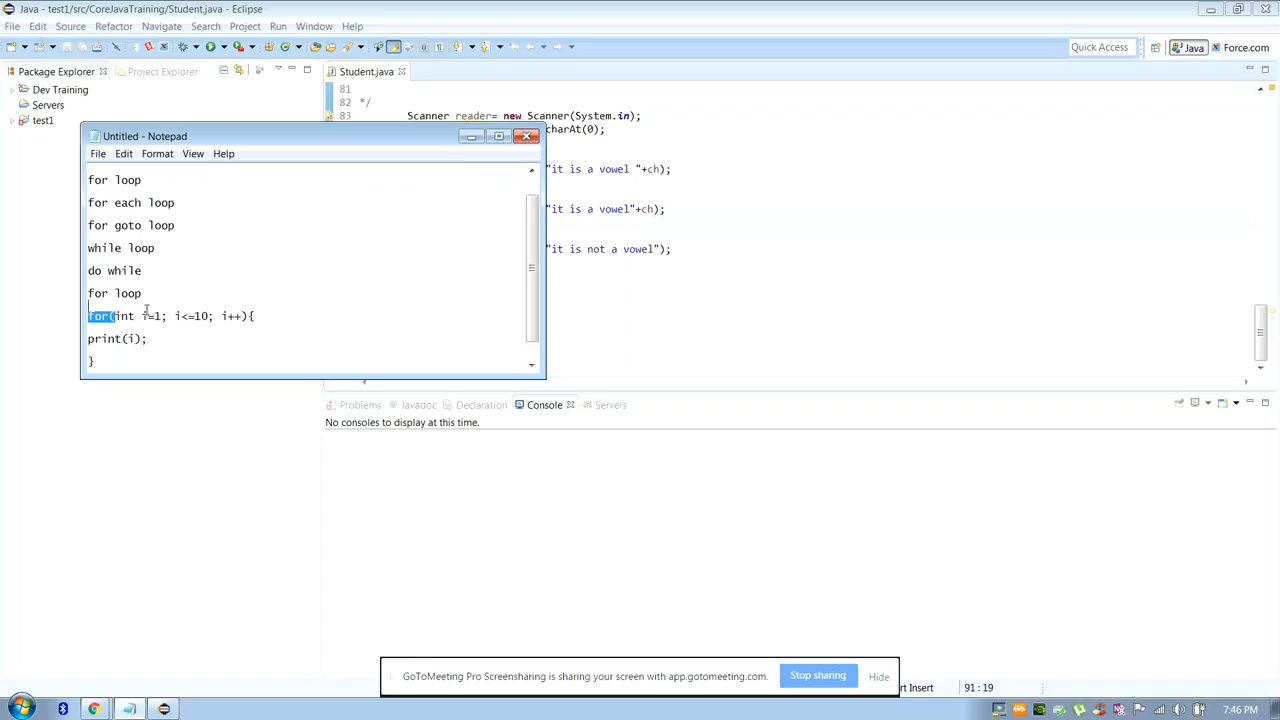 Java - test1/src/CoreJavaTraining/Student.java - Eclipse
File Edit Source Refactor Navigate Search Project Run Window Help
Quick Access Java Force.com
Package Explorer Project Explorer
Dev Training
Servers
test1
Student.java
81
82 */
83 Scanner reader= new Scanner(System.in);
charAt(0);
"it is a vowel "+ch);
"it is a vowel"+ch);
"it is not a vowel");
Untitled - Notepad
File Edit Format View Help
for loop
for each loop
for goto loop
while loop
do while
for loop
for(int i=1; i<=10; i++){
print(i);
}
Problems Javadoc Declaration Console Servers
No consoles to display at this time.
GoToMeeting Pro Screensharing is sharing your screen with app.gotomeeting.com. Stop sharing Hide
rt Insert 91 : 19
7:46 PM